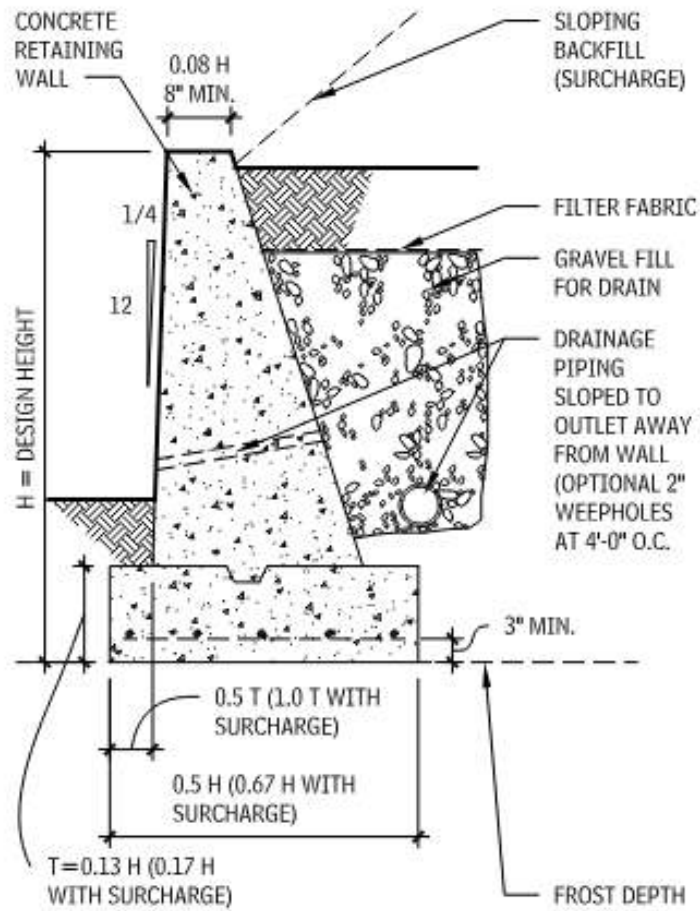 CONCRETE
RETAINING
WALL
0.08 H
8" MIN.
SLOPING
BACKFILL
(SURCHARGE)
1/4
12
H = DESIGN HEIGHT
FILTER FABRIC
GRAVEL FILL
FOR DRAIN
DRAINAGE
PIPING
SLOPED TO
OUTLET AWAY
FROM WALL
(OPTIONAL 2"
WEEPHOLES
AT 4'-0" O.C.
3" MIN.
0.5 T (1.0 T WITH
SURCHARGE)
0.5 H (0.67 H WITH
SURCHARGE)
T=0.13 H (0.17 H
WITH SURCHARGE)
FROST DEPTH